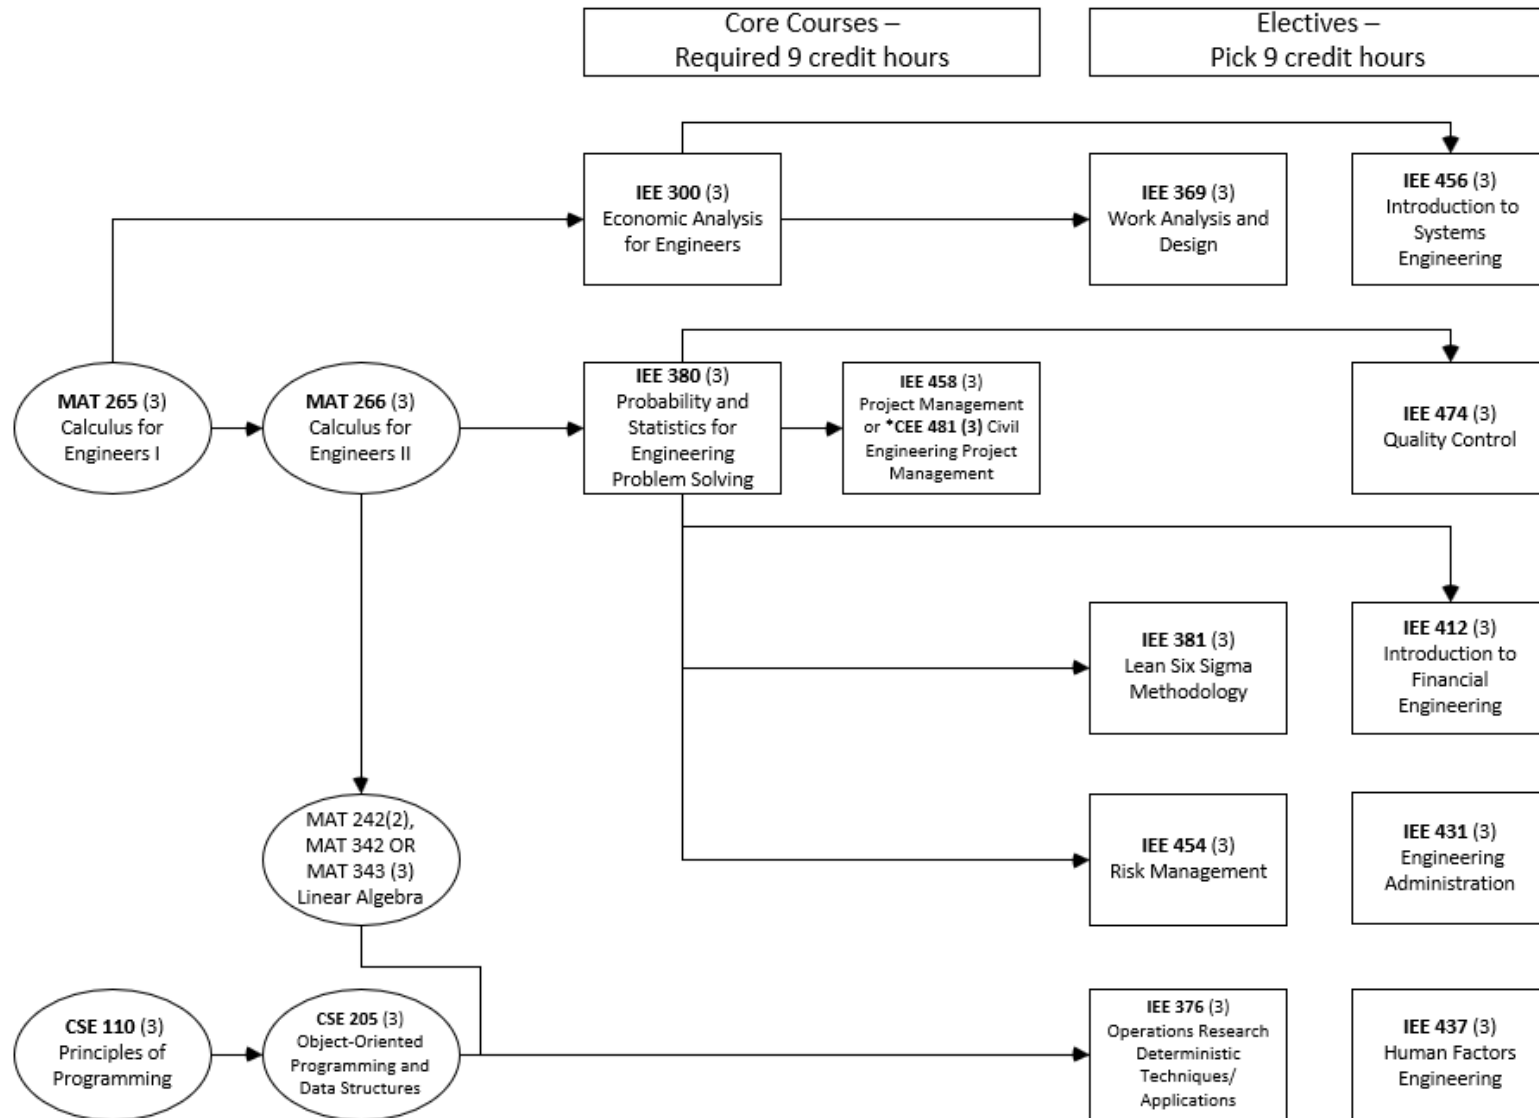 Core Courses –
Required 9 credit hours
Electives –
Pick 9 credit hours
IEE 300 (3)
Economic Analysis
for Engineers
IEE 369 (3)
Work Analysis and
Design
IEE 456 (3)
Introduction to
Systems
Engineering
MAT 265 (3)
Calculus for
Engineers I
MAT 266 (3)
Calculus for
Engineers II
IEE 380 (3)
Probability and
Statistics for
Engineering
Problem Solving
IEE 458 (3)
Project Management
or *CEE 481 (3) Civil
Engineering Project
Management
IEE 474 (3)
Quality Control
IEE 381 (3)
Lean Six Sigma
Methodology
IEE 412 (3)
Introduction to
Financial
Engineering
MAT 242(2),
MAT 342 OR
MAT 343 (3)
Linear Algebra
IEE 454 (3)
Risk Management
IEE 431 (3)
Engineering
Administration
CSE 110 (3)
Principles of
Programming
CSE 205 (3)
Object-Oriented
Programming and
Data Structures
IEE 376 (3)
Operations Research
Deterministic
Techniques/
Applications
IEE 437 (3)
Human Factors
Engineering